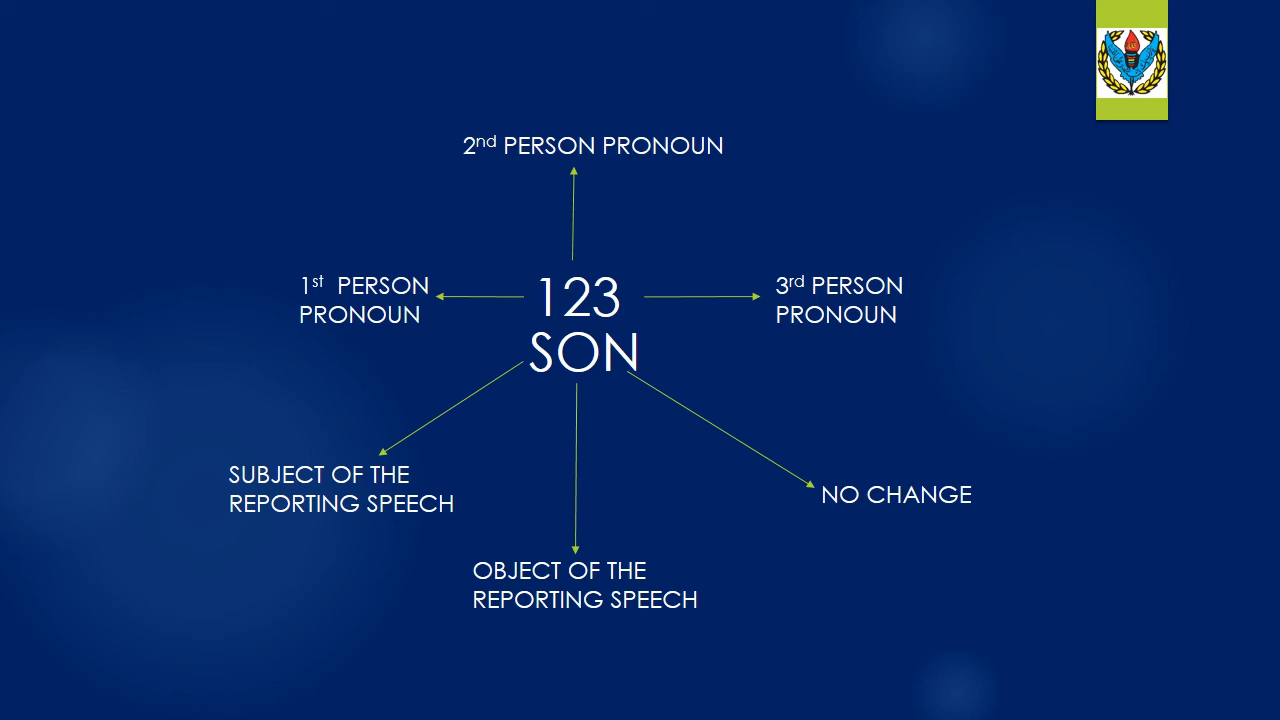 2nd PERSON PRONOUN
1st PERSON
PRONOUN
123
SON
3rd PERSON
PRONOUN
SUBJECT OF THE
REPORTING SPEECH
NO CHANGE
OBJECT OF THE
REPORTING SPEECH